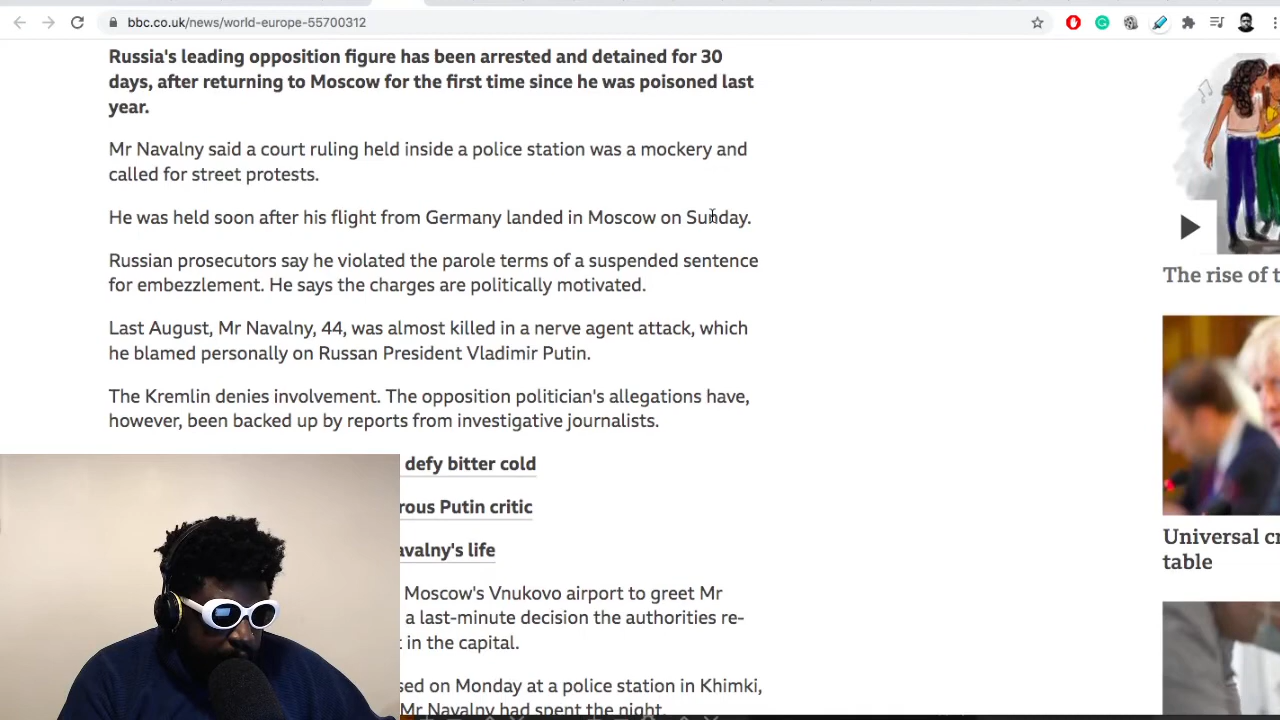 bbc.co.uk/news/world-europe-55700312
Russia's leading opposition figure has been arrested and detained for 30
days, after returning to Moscow for the first time since he was poisoned last
year.
Mr Navalny said a court ruling held inside a police station was a mockery and
called for street protests.
He was held soon after his flight from Germany landed in Moscow on Sunday.
Russian prosecutors say he violated the parole terms of a suspended sentence
for embezzlement. He says the charges are politically motivated.
Last August, Mr Navalny, 44, was almost killed in a nerve agent attack, which
he blamed personally on Russan President Vladimir Putin.
The Kremlin denies involvement. The opposition politician's allegations have,
however, been backed up by reports from investigative journalists.
defy bitter cold
rous Putin critic
avalny's life
Moscow's Vnukovo airport to greet Mr
a last-minute decision the authorities re-
in the capital.
sed on Monday at a police station in Khimki,
Mr Navalny had spent the night.
The rise of t
Universal cr
table